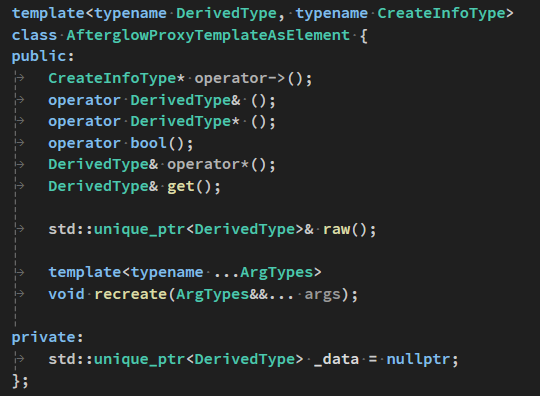 template<typename DerivedType, typename CreateInfoType>
class AfterglowProxyTemplateAsElement {
public:
    CreateInfoType* operator->();
    operator DerivedType& ();
    operator DerivedType* ();
    operator bool();
    DerivedType& operator*();
    DerivedType& get();

    std::unique_ptr<DerivedType>& raw();

    template<typename ...ArgTypes>
    void recreate(ArgTypes&&... args);

private:
    std::unique_ptr<DerivedType> _data = nullptr;
};